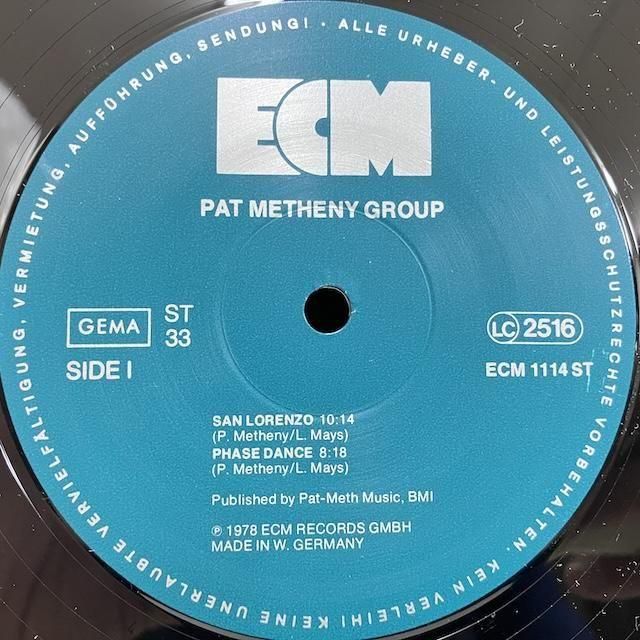 ALLE URHEBER- UND LEISTUNGSSCHUTZRECHTE VORBEHALTEN. KEIN VERLEIH! KEINE UNERLAUBTE VERVIELFÄLTIGUNG, VERMIETUNG, AUFFÜHRUNG, SENDUNG! ·
ECM
PAT METHENY GROUP
GEMA
ST
33
SIDE I
LC 2516
ECM 1114 ST
SAN LORENZO 10:14
(P. Metheny/L. Mays)
PHASE DANCE 8:18
(P. Metheny/L. Mays)
Published by Pat-Meth Music, BMI
℗ 1978 ECM RECORDS GMBH
MADE IN W. GERMANY